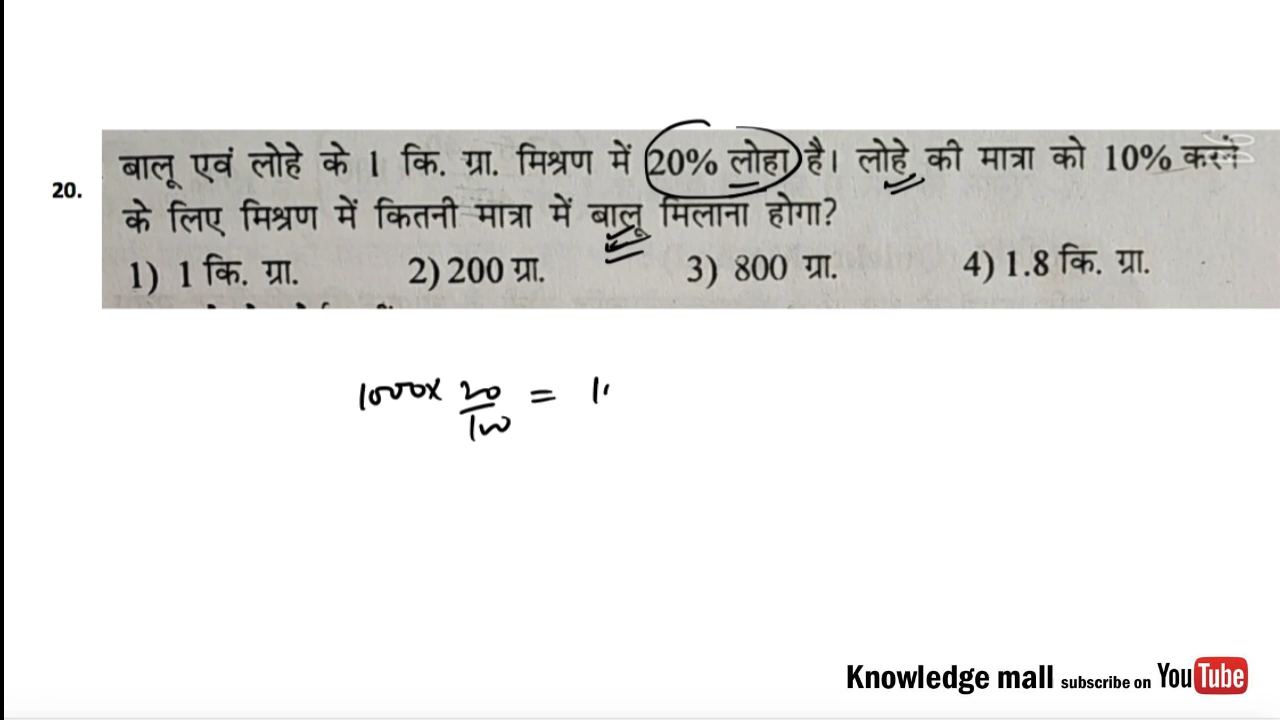 बालू एवं लोहे के 1 कि. ग्रा. मिश्रण में 20% लोहा है। लोहे की मात्रा को 10% करने
20.
के लिए मिश्रण में कितनी मात्रा में बालू मिलाना होगा?
1) 1 कि. ग्रा. 2) 200 ग्रा. 3) 800 ग्रा. 4) 1.8 कि. ग्रा.
1000 x 20/100 =
Knowledge mall subscribe on YouTube